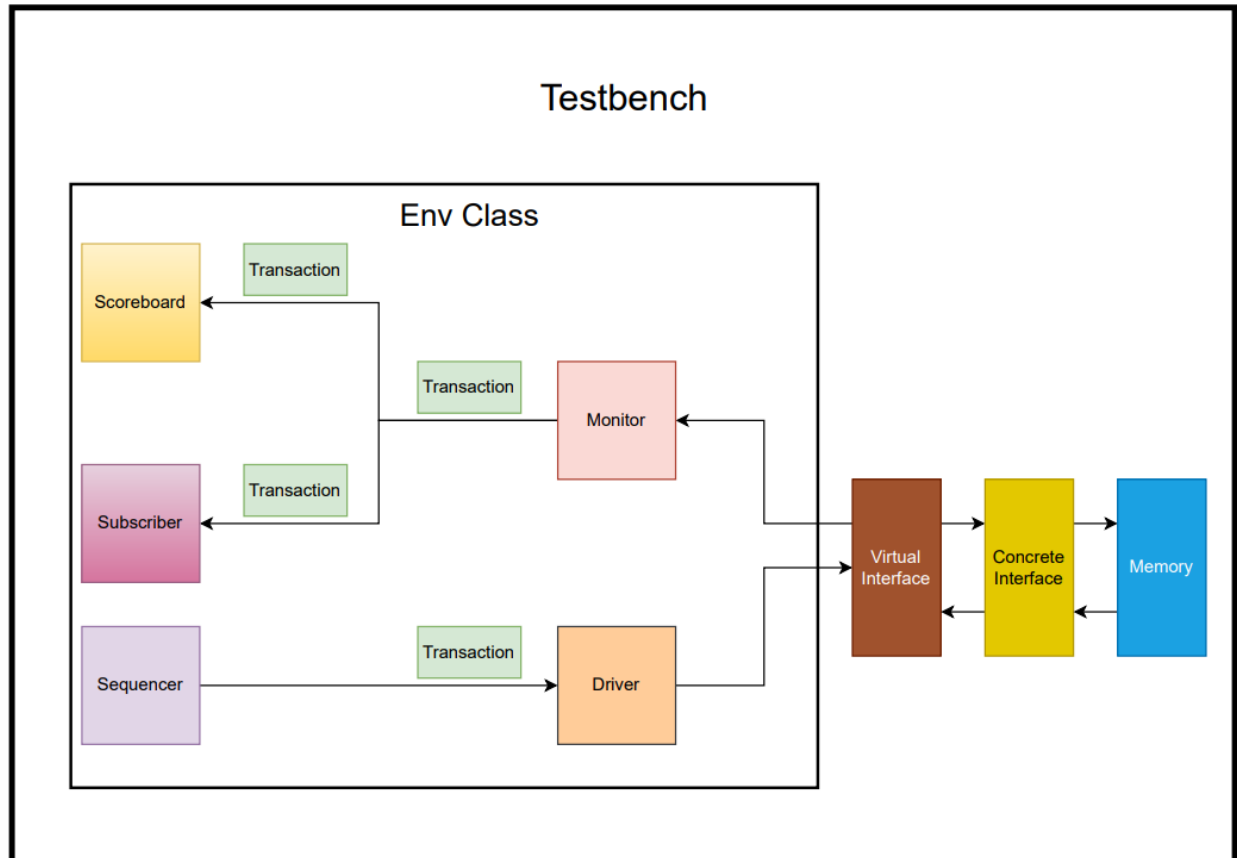 Testbench
Env Class
Transaction
Scoreboard
Transaction
Monitor
Transaction
Subscriber
Virtual
Interface
Concrete
Interface
Memory
Transaction
Sequencer
Driver